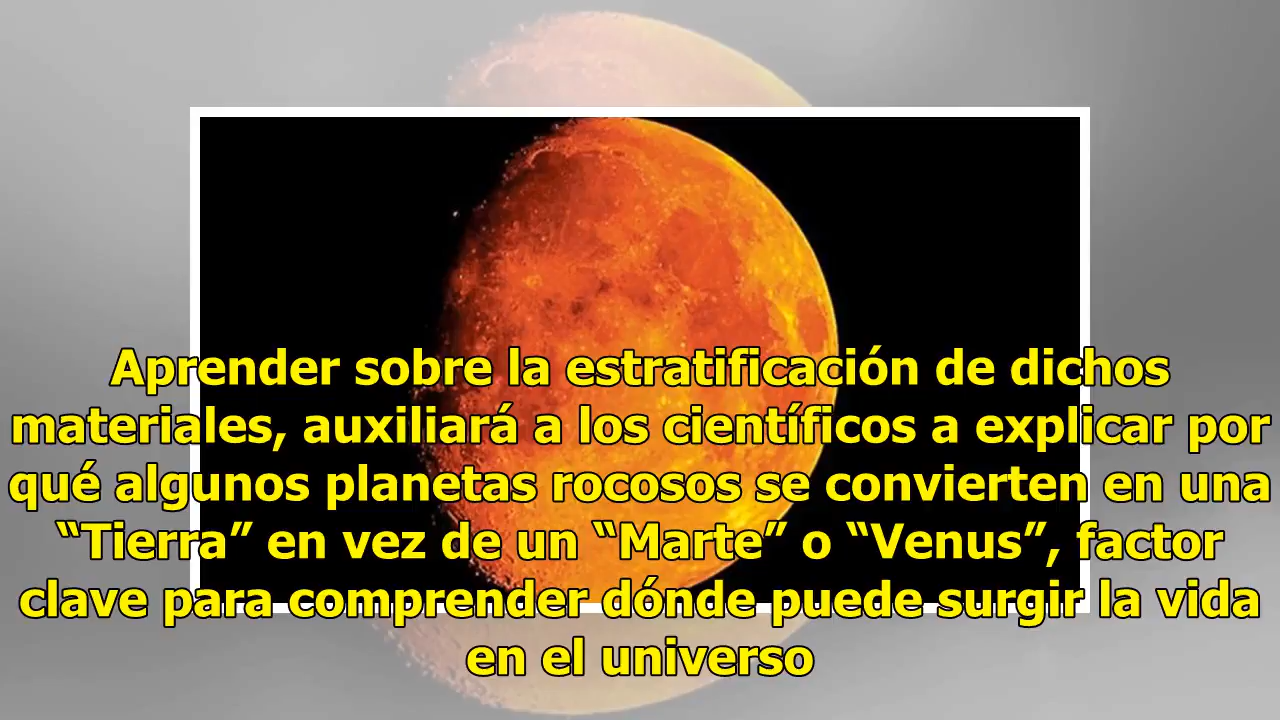 Aprender sobre la estratificación de dichos
materiales, auxiliará a los científicos a explicar por
qué algunos planetas rocosos se convierten en una
“Tierra” en vez de un “Marte” o “Venus”, factor
clave para comprender dónde puede surgir la vida
en el universo